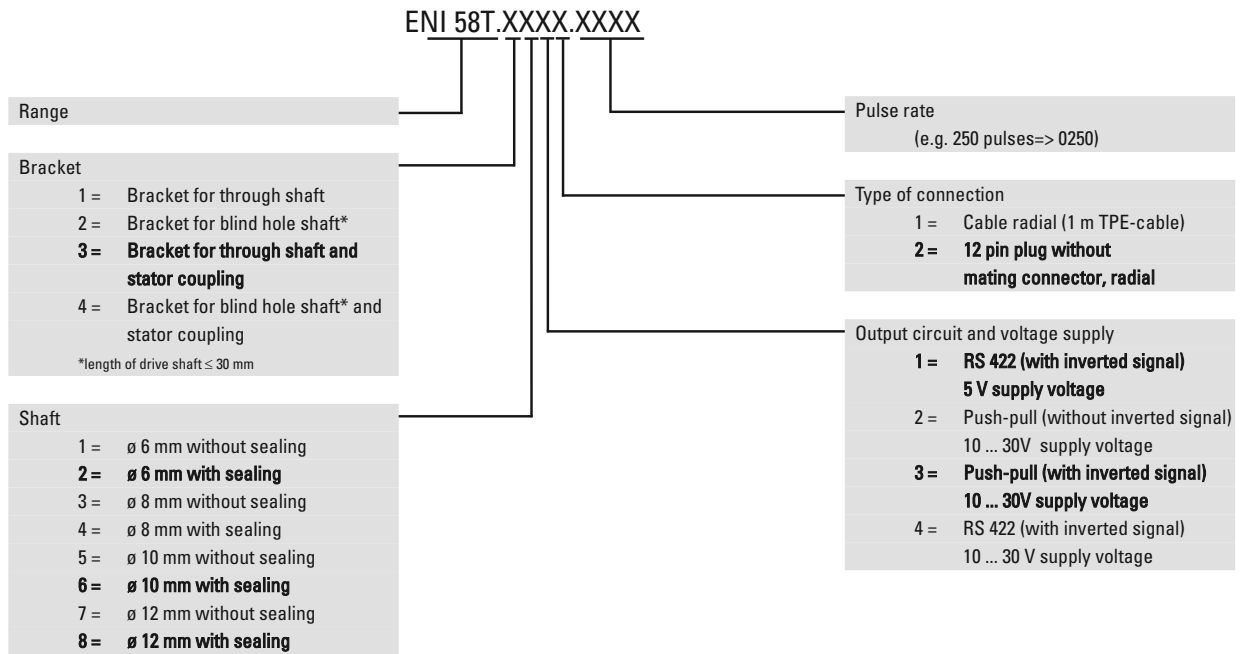 ENI 58T.XXXX.XXXX
Range
Bracket
1 = Bracket for through shaft
2 = Bracket for blind hole shaft*
3 = Bracket for through shaft and
stator coupling
4 = Bracket for blind hole shaft* and
stator coupling
*length of drive shaft ≤ 30 mm
Shaft
1 = ø 6 mm without sealing
2 = ø 6 mm with sealing
3 = ø 8 mm without sealing
4 = ø 8 mm with sealing
5 = ø 10 mm without sealing
6 = ø 10 mm with sealing
7 = ø 12 mm without sealing
8 = ø 12 mm with sealing
Pulse rate
(e.g. 250 pulses=> 0250)
Type of connection
1 = Cable radial (1 m TPE-cable)
2 = 12 pin plug without
mating connector, radial
Output circuit and voltage supply
1 = RS 422 (with inverted signal)
5 V supply voltage
2 = Push-pull (without inverted signal)
10 ... 30V supply voltage
3 = Push-pull (with inverted signal)
10 ... 30V supply voltage
4 = RS 422 (with inverted signal)
10 ... 30 V supply voltage